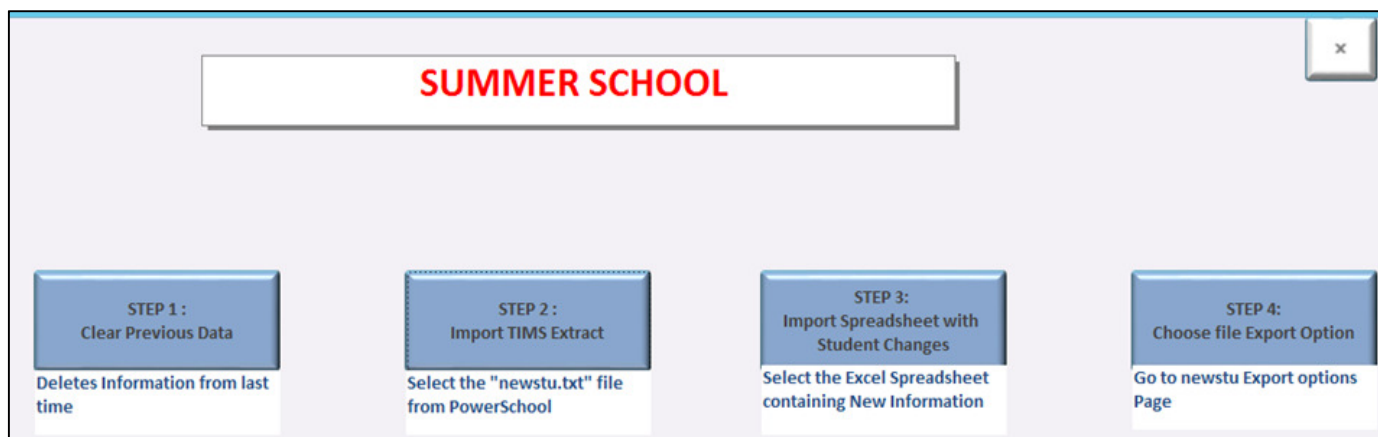 SUMMER SCHOOL
×
STEP 1 :
Clear Previous Data
Deletes Information from last
time
STEP 2 :
Import TIMS Extract
Select the "newstu.txt" file
from PowerSchool
STEP 3:
Import Spreadsheet with
Student Changes
Select the Excel Spreadsheet
containing New Information
STEP 4:
Choose file Export Option
Go to newstu Export options
Page